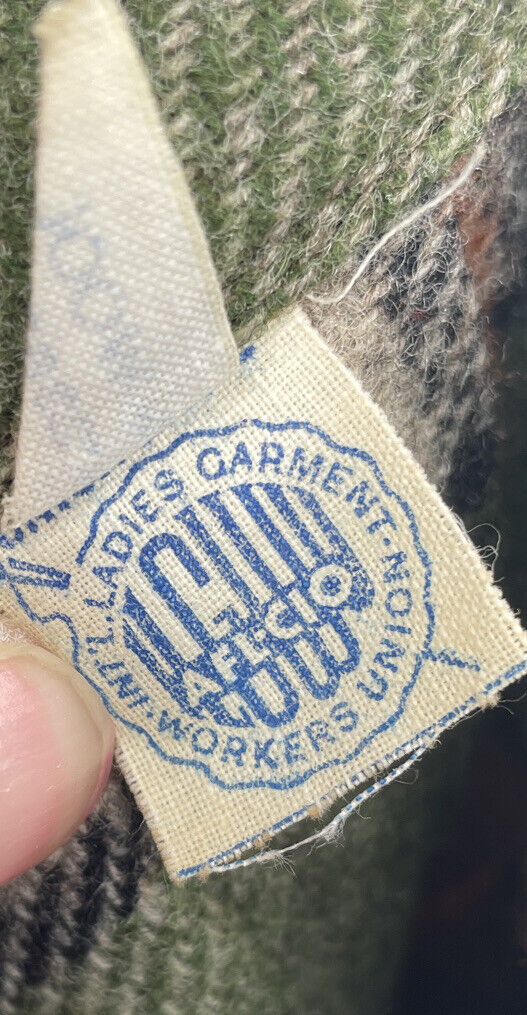 INT'L LADIES GARMENT WORKERS UNION
ILGWU
AFL-CIO